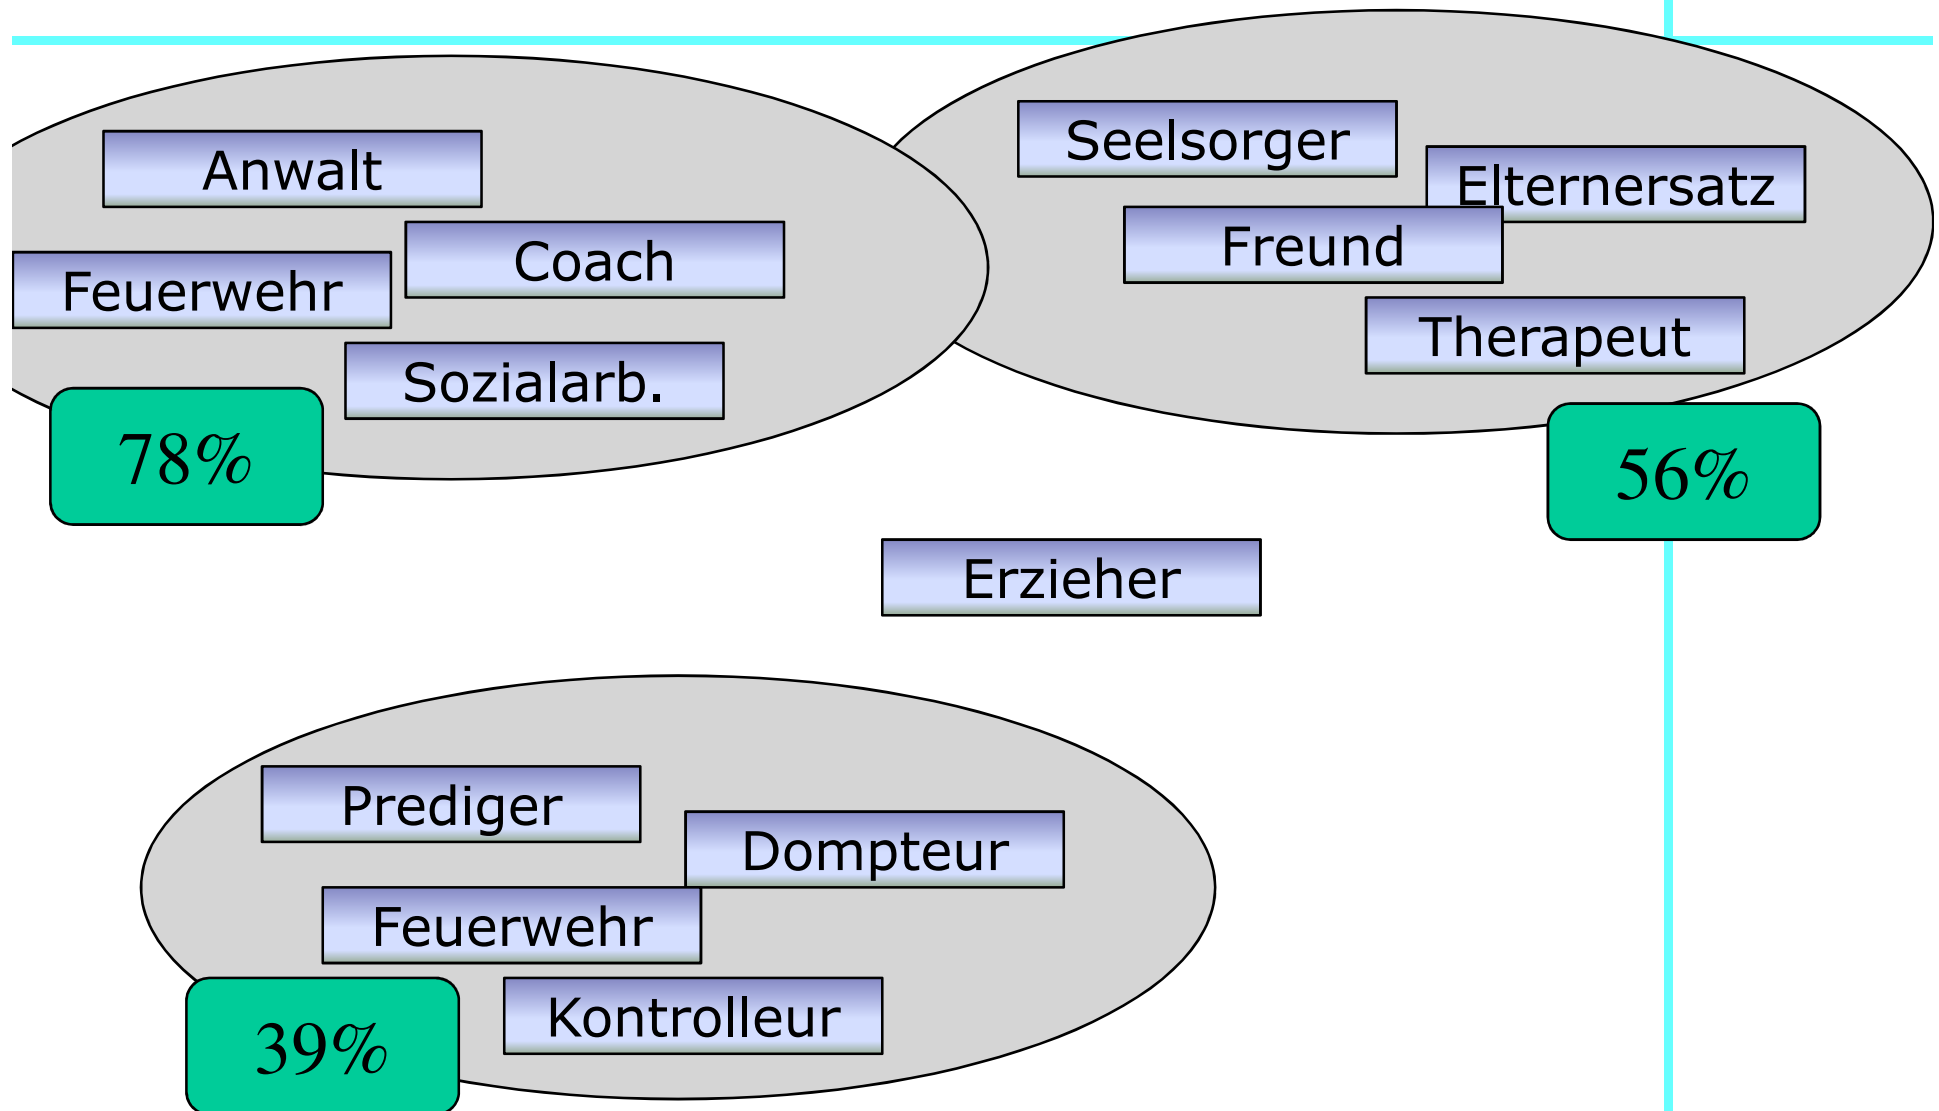 Anwalt
Coach
Feuerwehr
Sozialarb.
78%
Seelsorger
Elternersatz
Freund
Therapeut
56%
Erzieher
Prediger
Dompteur
Feuerwehr
Kontrolleur
39%